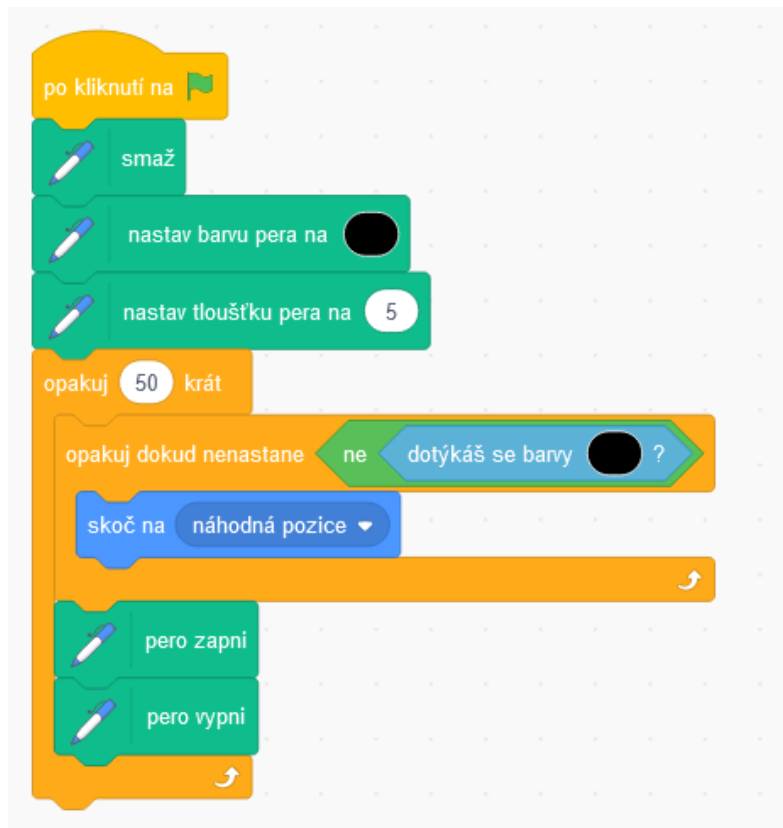 po kliknutí na
smaž
nastav barvu pera na
nastav tloušťku pera na 5
opakuj 50 krát
opakuj dokud nenastane ne dotýkáš se barvy ?
skoč na náhodná pozice
pero zapni
pero vypni